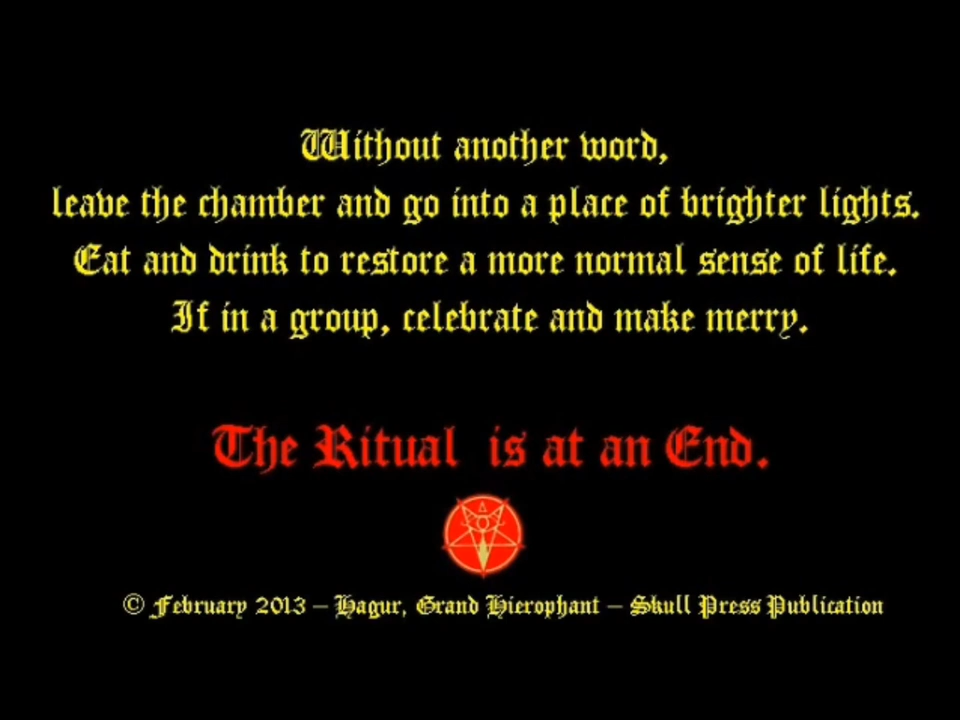 Without another word,
leave the chamber and go into a place of brighter lights.
Eat and drink to restore a more normal sense of life.
If in a group, celebrate and make merry.
The Ritual is at an End.
© February 2013 – Hagur, Grand Hierophant – Skull Press Publication